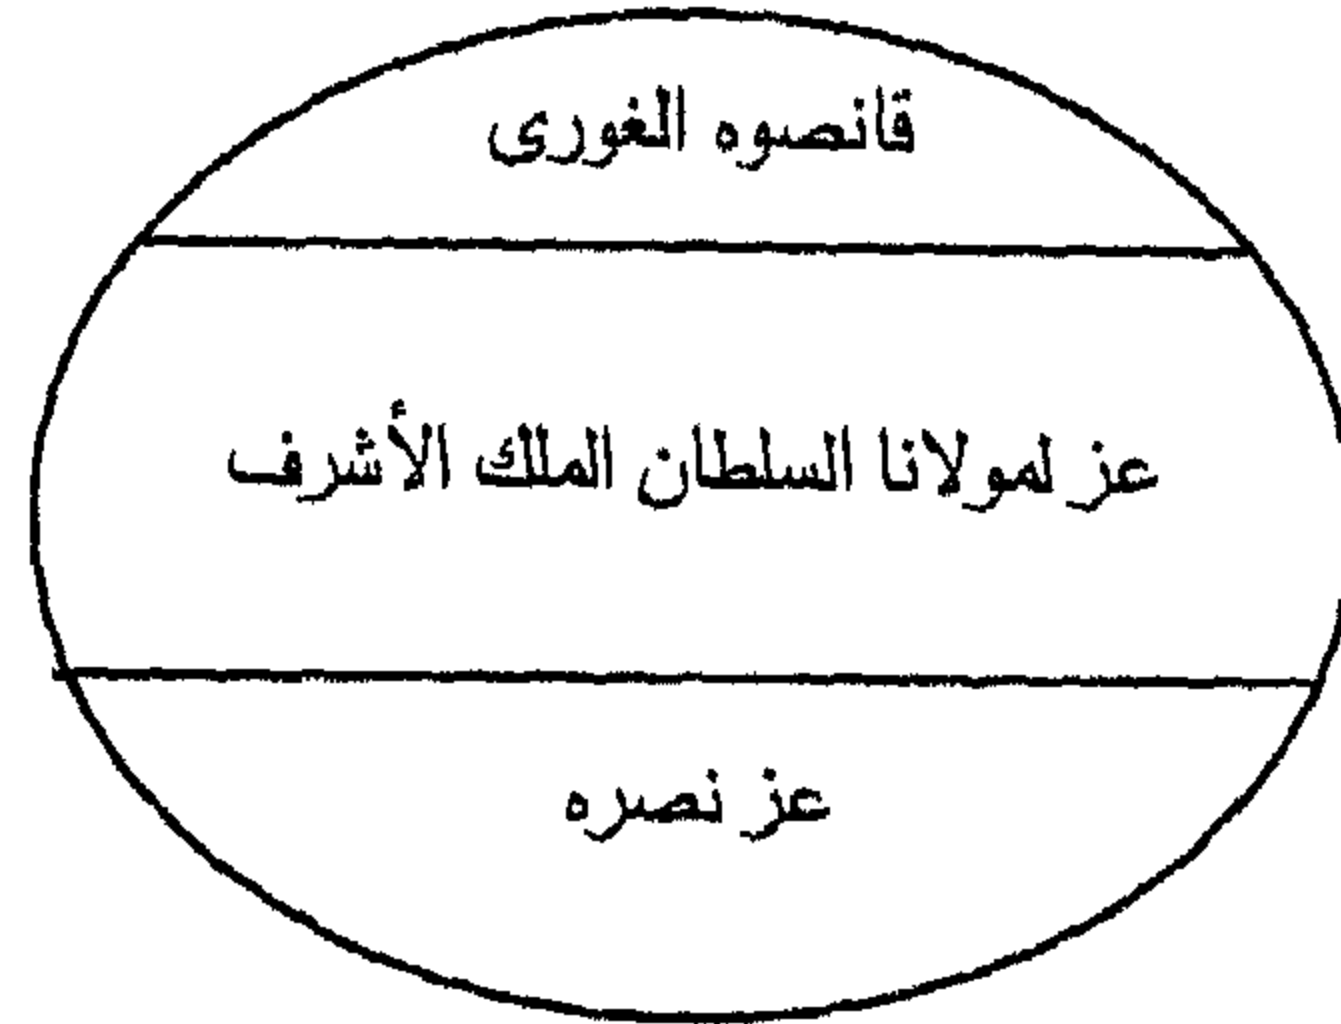 قانصوه الغورى
عز لمولانا السلطان الملك الأشرف
عز نصره